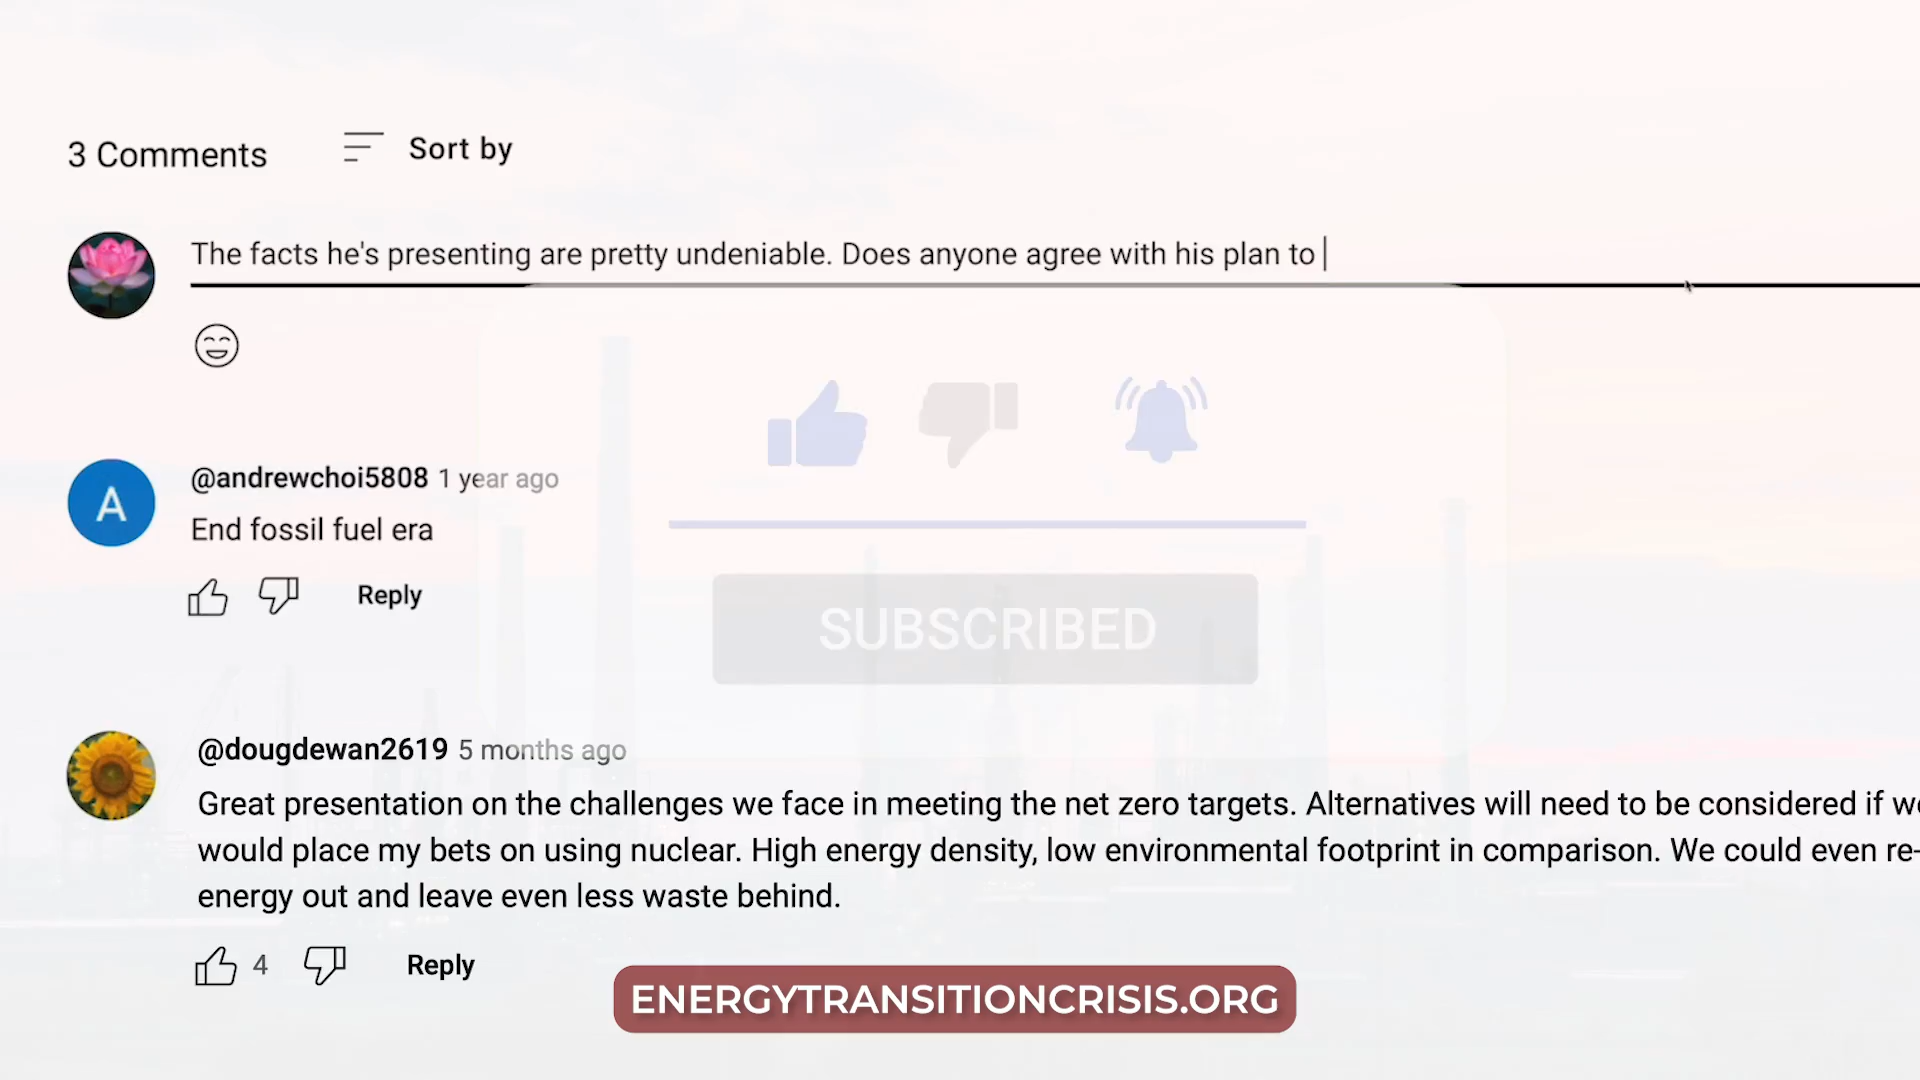 3 Comments
Sort by
The facts he's presenting are pretty undeniable. Does anyone agree with his plan to
A
@andrewchoi5808 1 year ago
End fossil fuel era
Reply
SUBSCRIBED
@dougdewan2619 5 months ago
Great presentation on the challenges we face in meeting the net zero targets. Alternatives will need to be considered if
would place my bets on using nuclear. High energy density, low environmental footprint in comparison. We could even re-
energy out and leave even less waste behind.
4
Reply
ENERGYTRANSITIONCRISIS.ORG